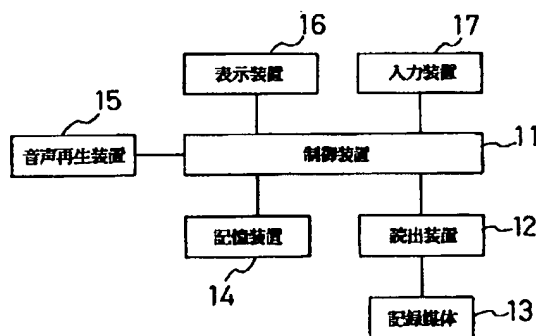 16
17
表示装置
入力装置
15
音声再生装置
制御装置
11
記憶装置
読出装置
12
14
記録媒体
13